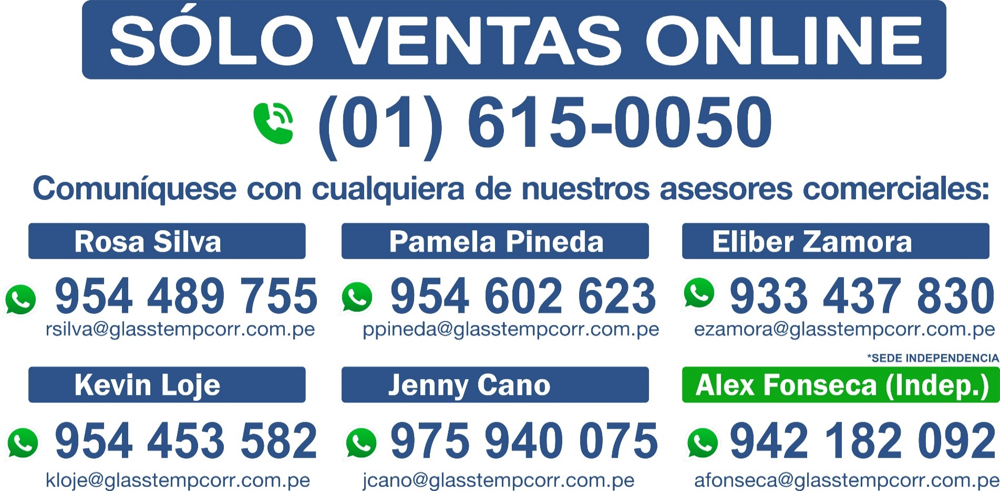 SÓLO VENTAS ONLINE
(01) 615-0050
Comuníquese con cualquiera de nuestros asesores comerciales:
Rosa Silva
954 489 755
rsilva@glasstempcorr.com.pe
Pamela Pineda
954 602 623
ppineda@glasstempcorr.com.pe
Eliber Zamora
933 437 830
ezamora@glasstempcorr.com.pe
Kevin Loje
954 453 582
kloje@glasstempcorr.com.pe
Jenny Cano
975 940 075
jcano@glasstempcorr.com.pe
*SEDE INDEPENDENCIA
Alex Fonseca (Indep.)
942 182 092
afonseca@glasstempcorr.com.pe